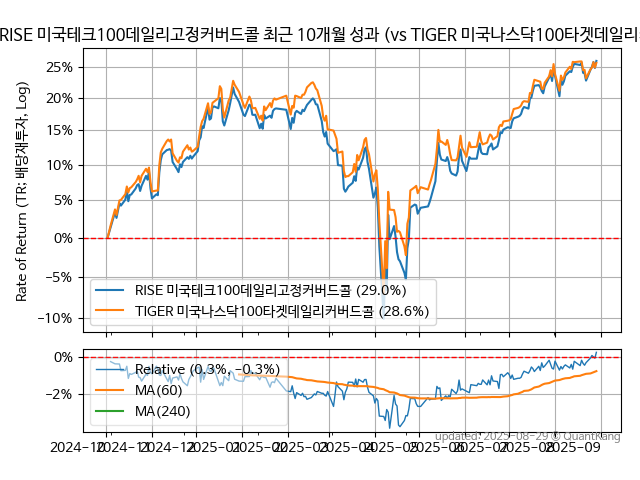 RISE 미국테크100데일리고정커버드콜 최근 10개월 성과 (vs TIGER 미국나스닥100타겟데일리
Rate of Return (TR: 배당재투자, Log)
25%
20%
15%
10%
5%
0%
−5%
−10%
RISE 미국테크100데일리고정커버드콜 (29.0%)
TIGER 미국나스닥100타겟데일리커버드콜 (28.6%)
0%
−2%
Relative (0.3%, −0.3%)
MA(60)
MA(240)
updated: 2025-08-29 © QuantKang
2024-10 2024-11 2024-12 2025-01 2025-02 2025-03 2025-04 2025-05 2025-06 2025-07 2025-08 2025-09